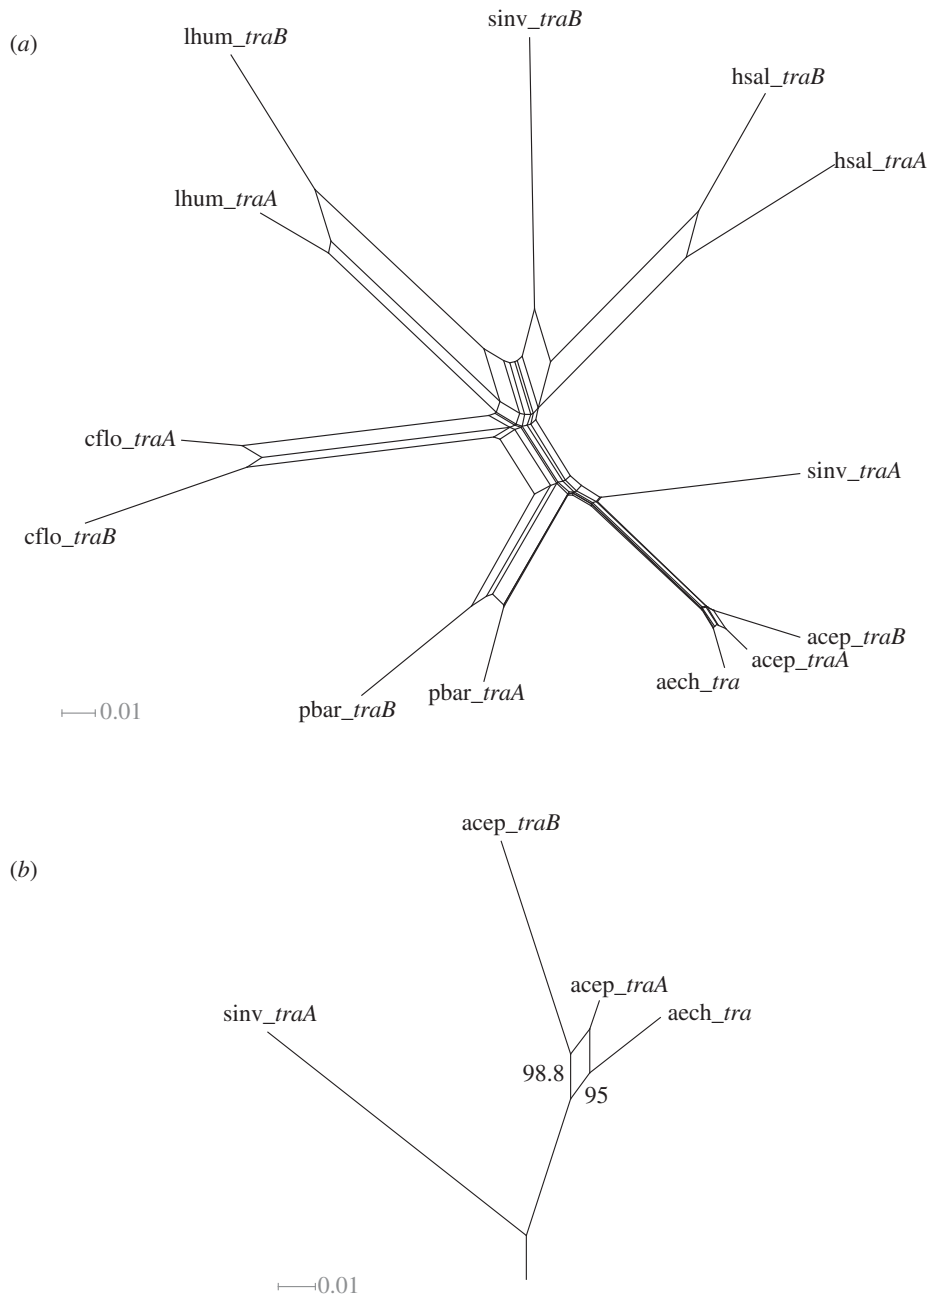 (a)
lhum_traB
sinv_traB
hsal_traB
hsal_traA
lhum_traA
cflo_traA
cflo_traB
sinv_traA
acep_traB
acep_traA
aech_tra
pbar_traA
pbar_traB
0.01
acep_traB
(b)
acep_traA
aech_tra
sinv_traA
98.8
95
0.01